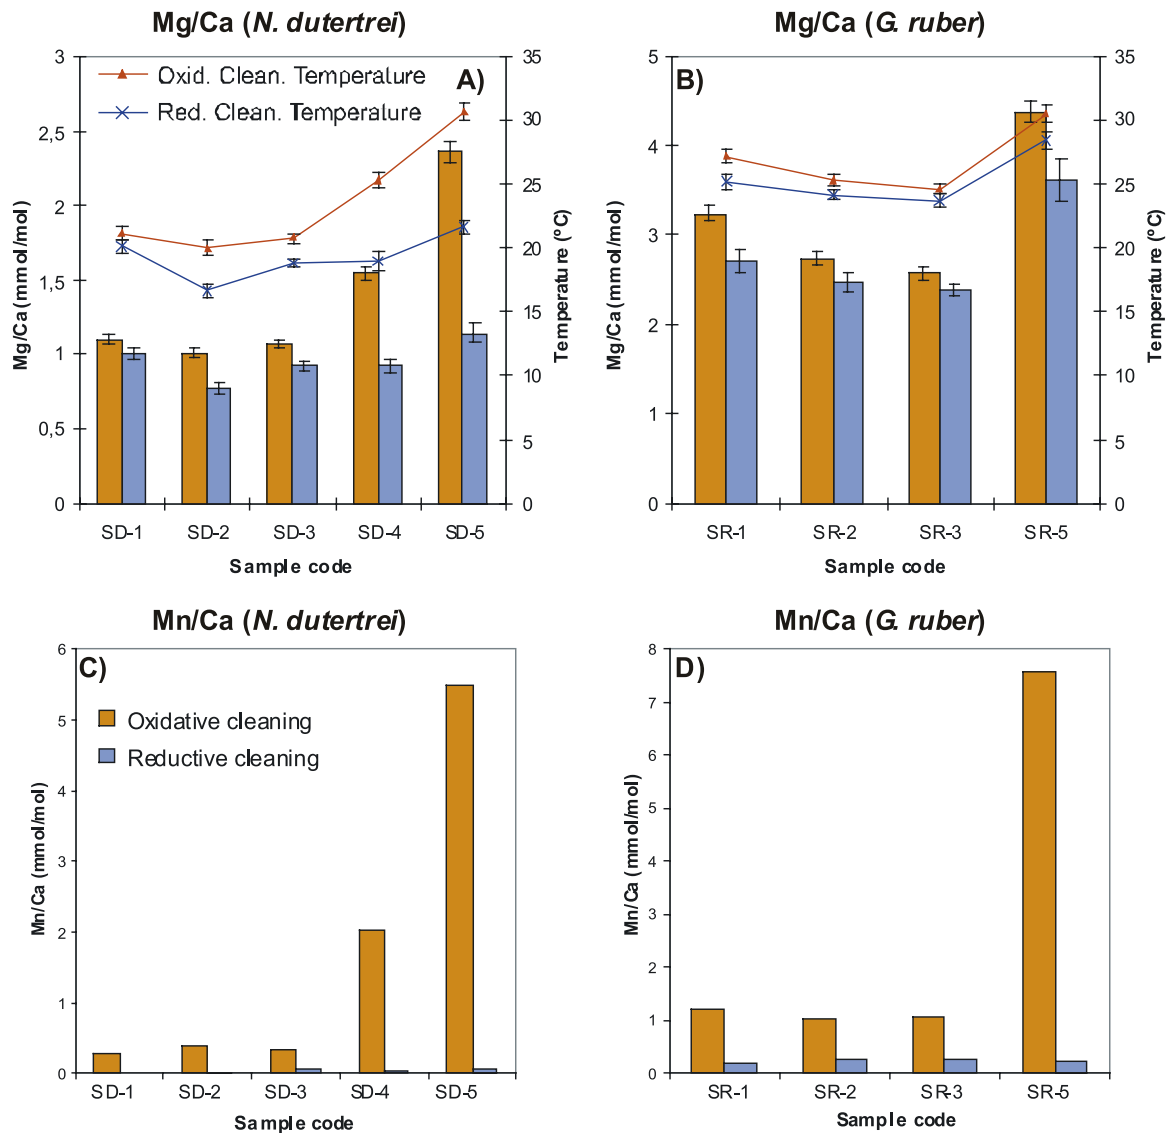 Mg/Ca (N. dutertrei)
A)
Oxid. Clean. Temperature
Red. Clean. Temperature
3
2,5
2
1,5
1
0,5
0
Mg/Ca (mmol/mol)
35
30
25
20
15
10
5
0
Temperature (°C)
SD-1 SD-2 SD-3 SD-4 SD-5
Sample code
Mg/Ca (G. ruber)
B)
5
4
3
2
1
0
Mg/Ca (mmol/mol)
35
30
25
20
15
10
5
0
Temperature (°C)
SR-1 SR-2 SR-3 SR-5
Sample code
Mn/Ca (N. dutertrei)
C)
Oxidative cleaning
Reductive cleaning
6
5
4
3
2
1
0
Mn/Ca (mmol/mol)
SD-1 SD-2 SD-3 SD-4 SD-5
Sample code
Mn/Ca (G. ruber)
D)
8
7
6
5
4
3
2
1
0
Mn/Ca (mmol/mol)
SR-1 SR-2 SR-3 SR-5
Sample code